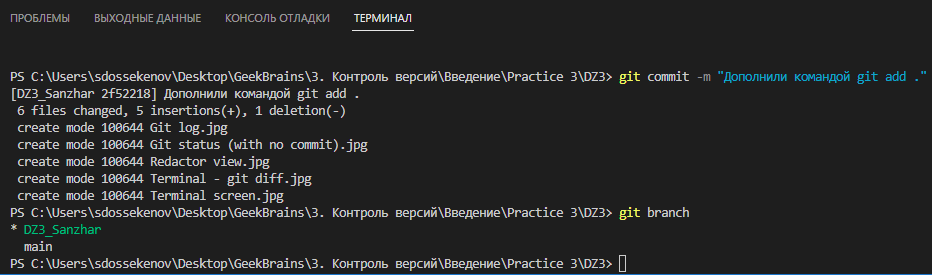 ПРОБЛЕМЫ ВЫХОДНЫЕ ДАННЫЕ КОНСОЛЬ ОТЛАДКИ ТЕРМИНАЛ
PS C:\Users\sdossekenov\Desktop\GeekBrains\3. Контроль версий\Введение\Practice 3\DZ3> git commit -m "Дополнили командой git add ."
[DZ3_Sanzhar 2f52218] Дополнили командой git add .
6 files changed, 5 insertions(+), 1 deletion(-)
create mode 100644 Git log.jpg
create mode 100644 Git status (with no commit).jpg
create mode 100644 Redactor view.jpg
create mode 100644 Terminal - git diff.jpg
create mode 100644 Terminal screen.jpg
PS C:\Users\sdossekenov\Desktop\GeekBrains\3. Контроль версий\Введение\Practice 3\DZ3> git branch
* DZ3_Sanzhar
main
PS C:\Users\sdossekenov\Desktop\GeekBrains\3. Контроль версий\Введение\Practice 3\DZ3>